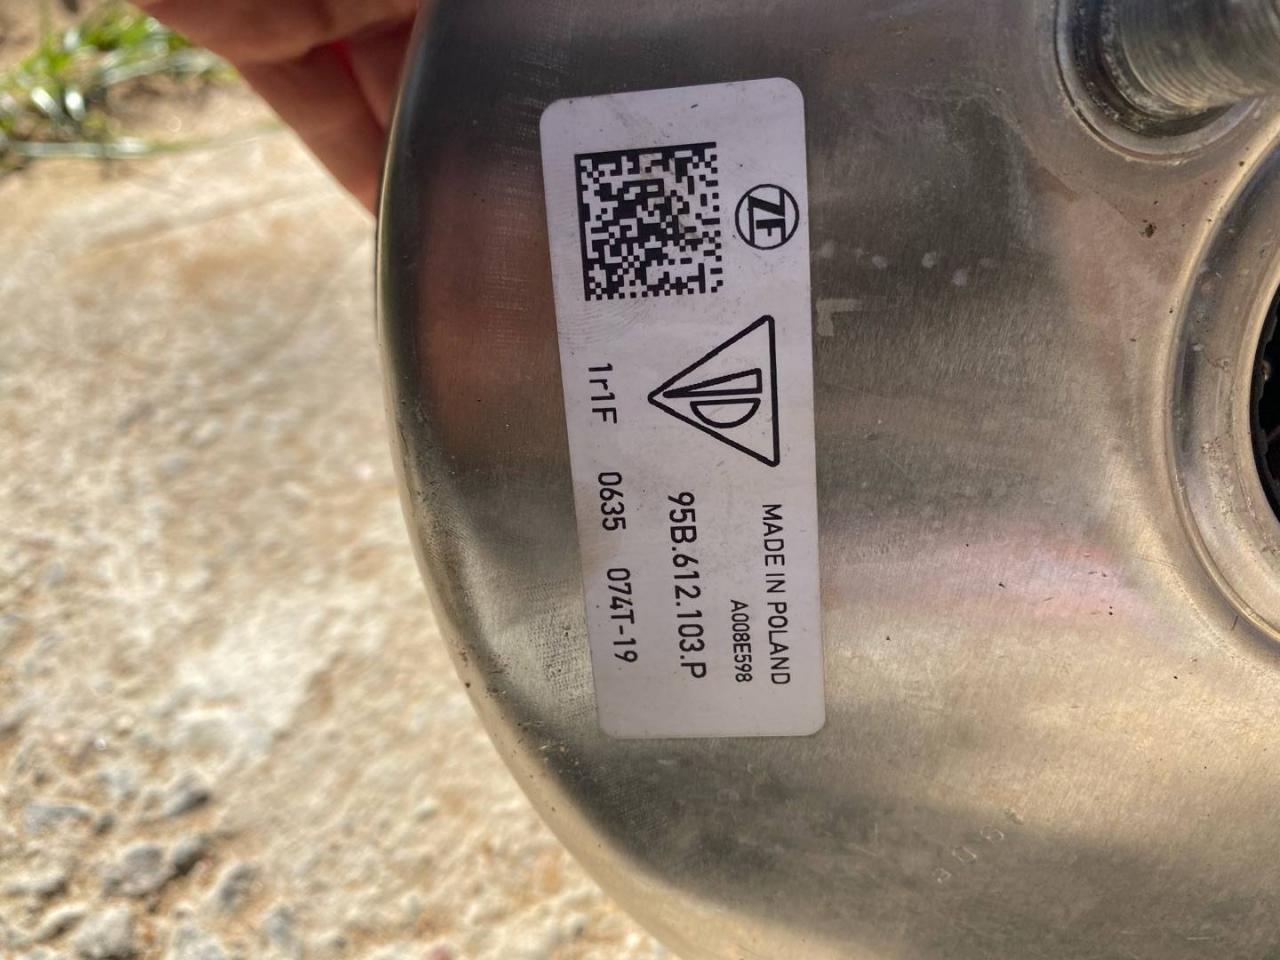 ZF
MADE IN POLAND
A008E598
95B.612.103.P
1r1F 0635 074T-19